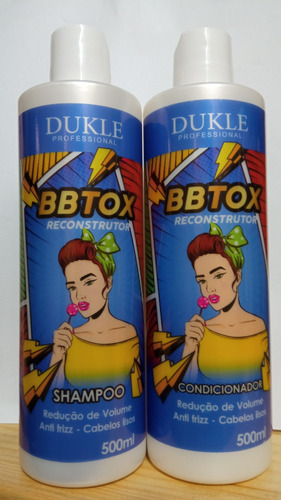 DUKLE
PROFESSIONAL
BBTOX
RECONSTRUTOR
SHAMPOO
Redução de Volume
Anti frizz - Cabelos lisos
500ml
DUKLE
PROFESSIONAL
BBTOX
RECONSTRUTOR
CONDICIONADOR
Redução de Volume
Anti frizz - Cabelos lisos
500ml